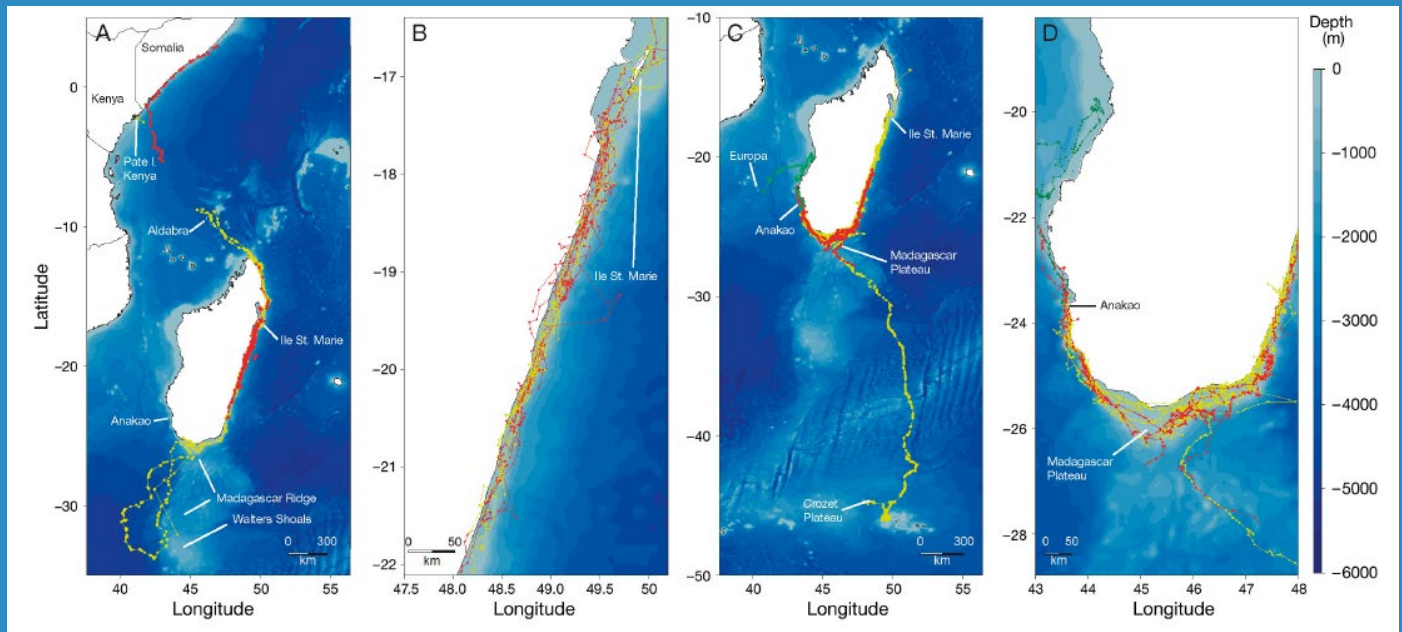 A
Somalia
Kenya
Pate I.
Kenya
Aldabra
Ile St. Marie
Anakao
Madagascar Ridge
Walters Shoals
0 300
km
0
−10
−20
−30
Latitude
40 45 50 55
Longitude
B
Ile St. Marie
0 50
km
−17
−18
−19
−20
−21
−22
47.5 48.0 48.5 49.0 49.5 50.0
Longitude
C
Ile St. Marie
Europa
Anakao
Madagascar
Plateau
Crozet
Plateau
0 300
km
−10
−20
−30
−40
−50
40 45 50 55
Longitude
D
Anakao
Madagascar
Plateau
0 50
km
−20
−22
−24
−26
−28
43 44 45 46 47 48
Longitude
Depth
(m)
0
−1000
−2000
−3000
−4000
−5000
−6000